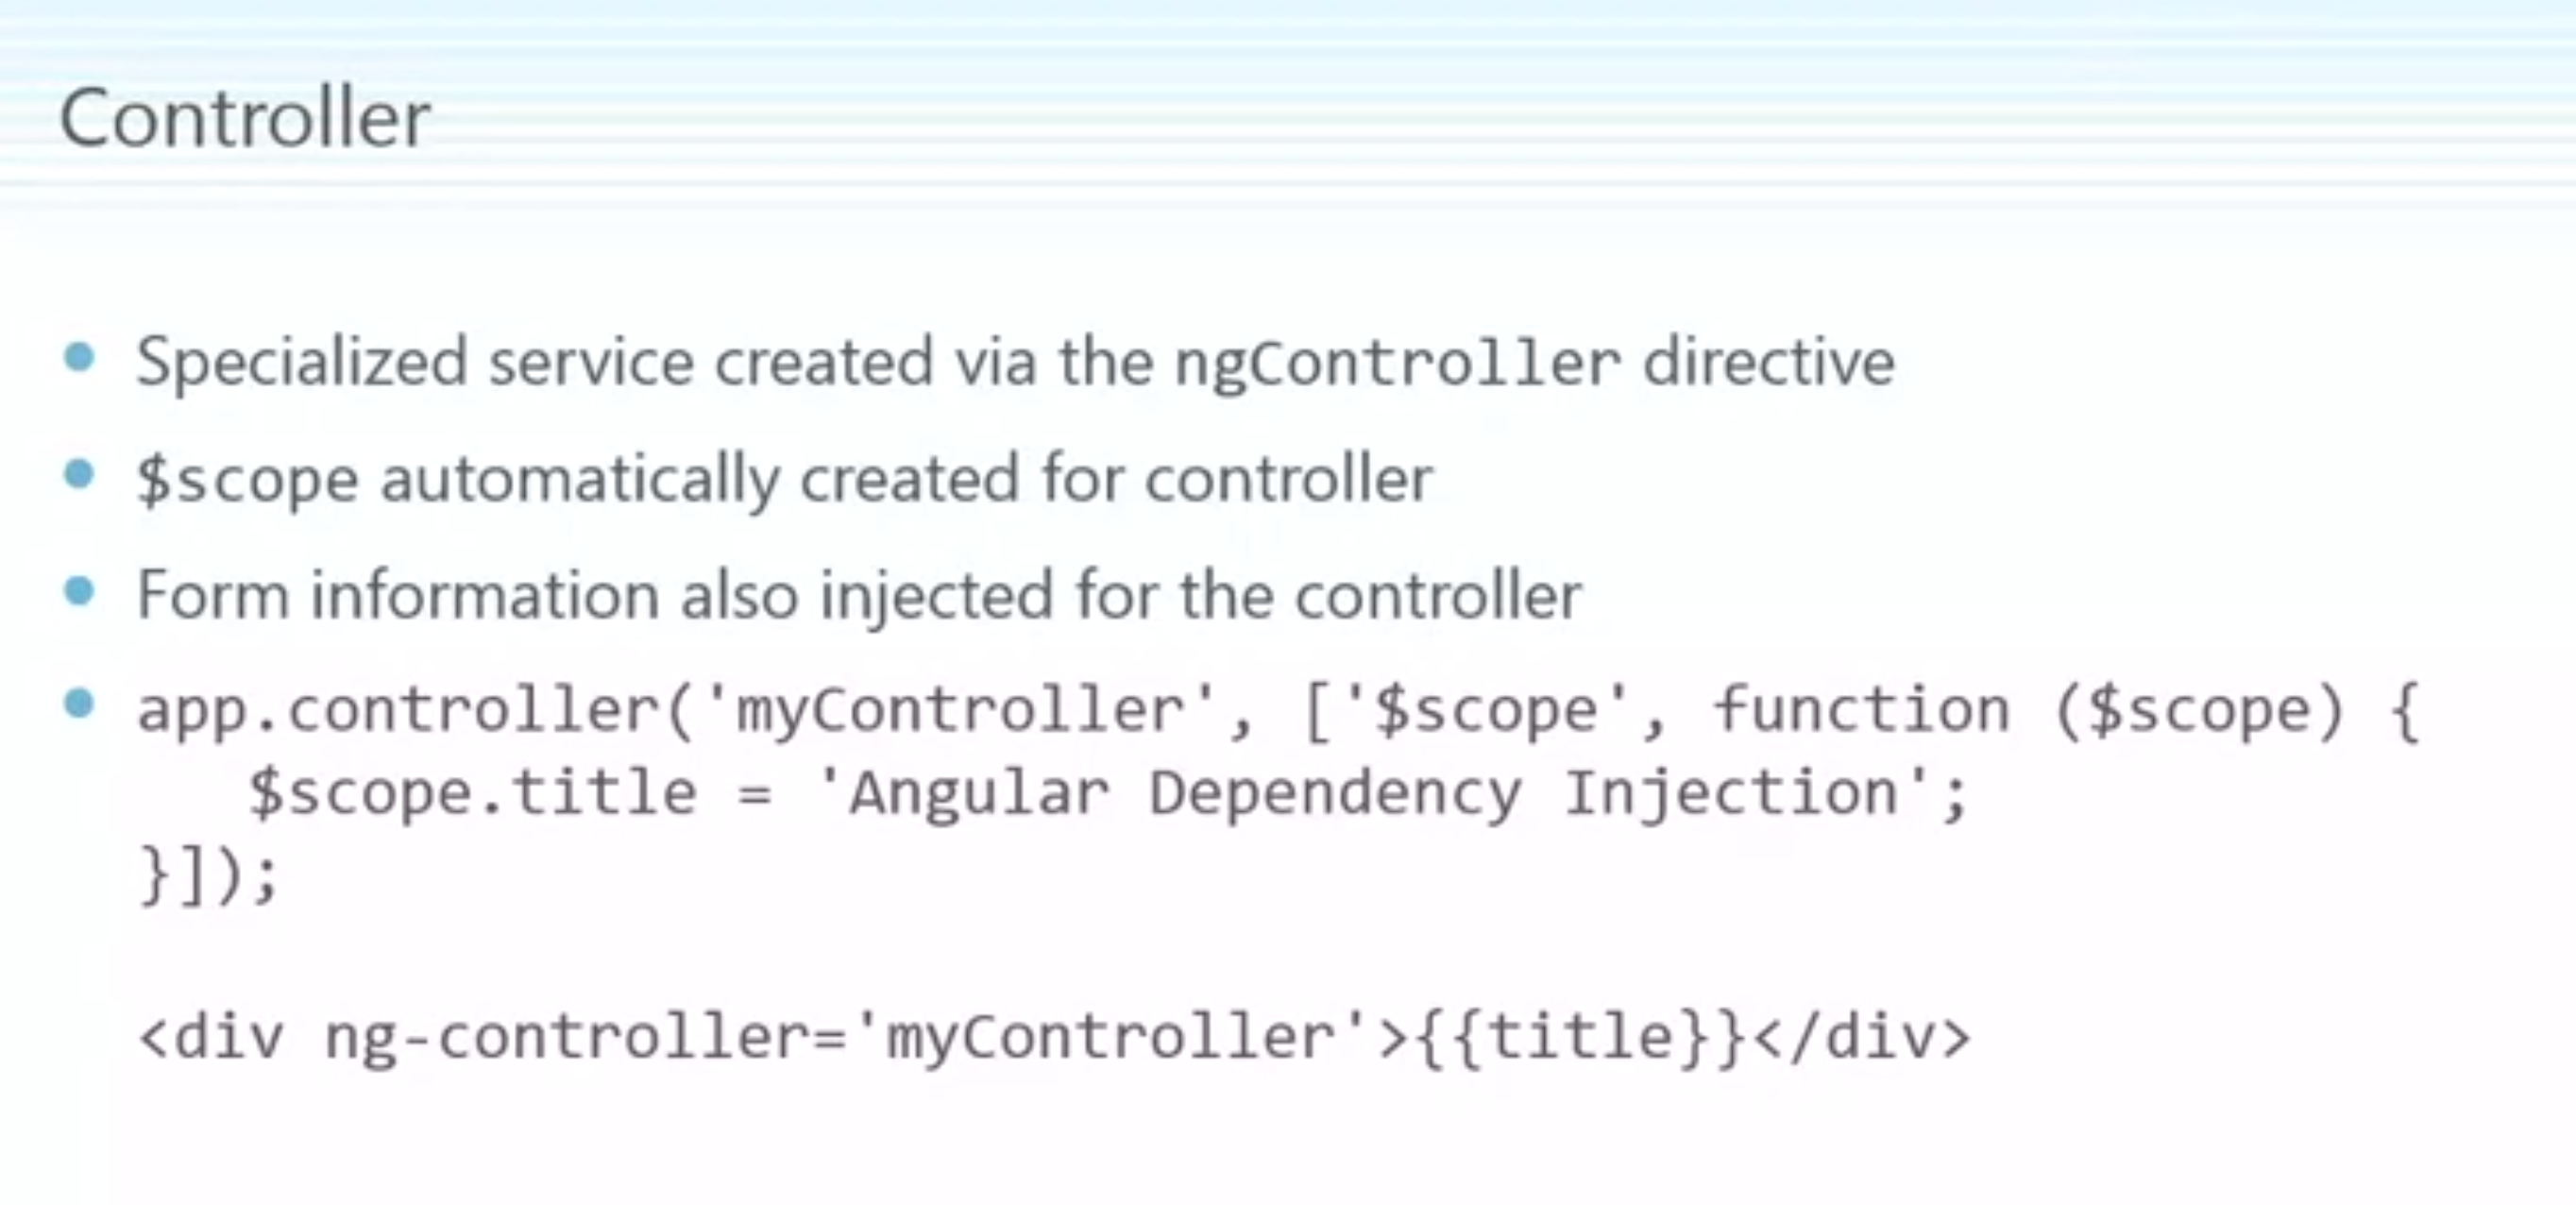 Controller
Specialized service created via the ngController directive
$scope automatically created for controller
Form information also injected for the controller
app.controller('myController', ['$scope', function ($scope) {
   $scope.title = 'Angular Dependency Injection';
}]);
<div ng-controller='myController'>{{title}}</div>